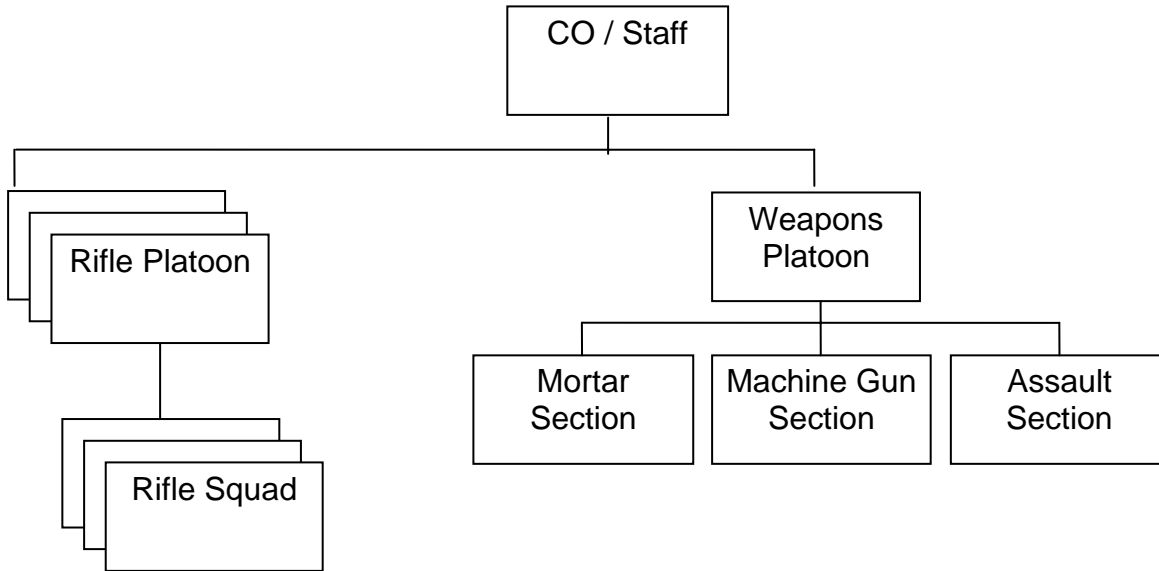 CO / Staff
Rifle Platoon
Weapons
Platoon
Mortar
Section
Machine Gun
Section
Assault
Section
Rifle Squad